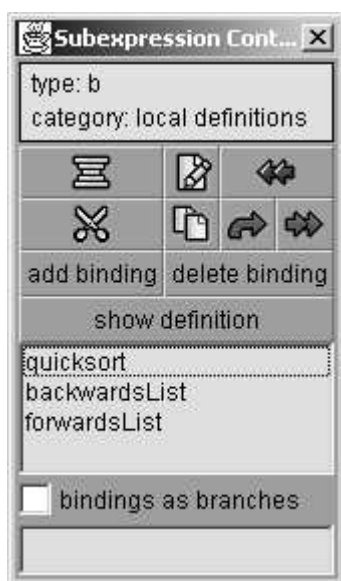 Subexpression Cont...
type: b
category: local definitions
add binding delete binding
show definition
quicksort
backwardsList
forwardsList
bindings as branches